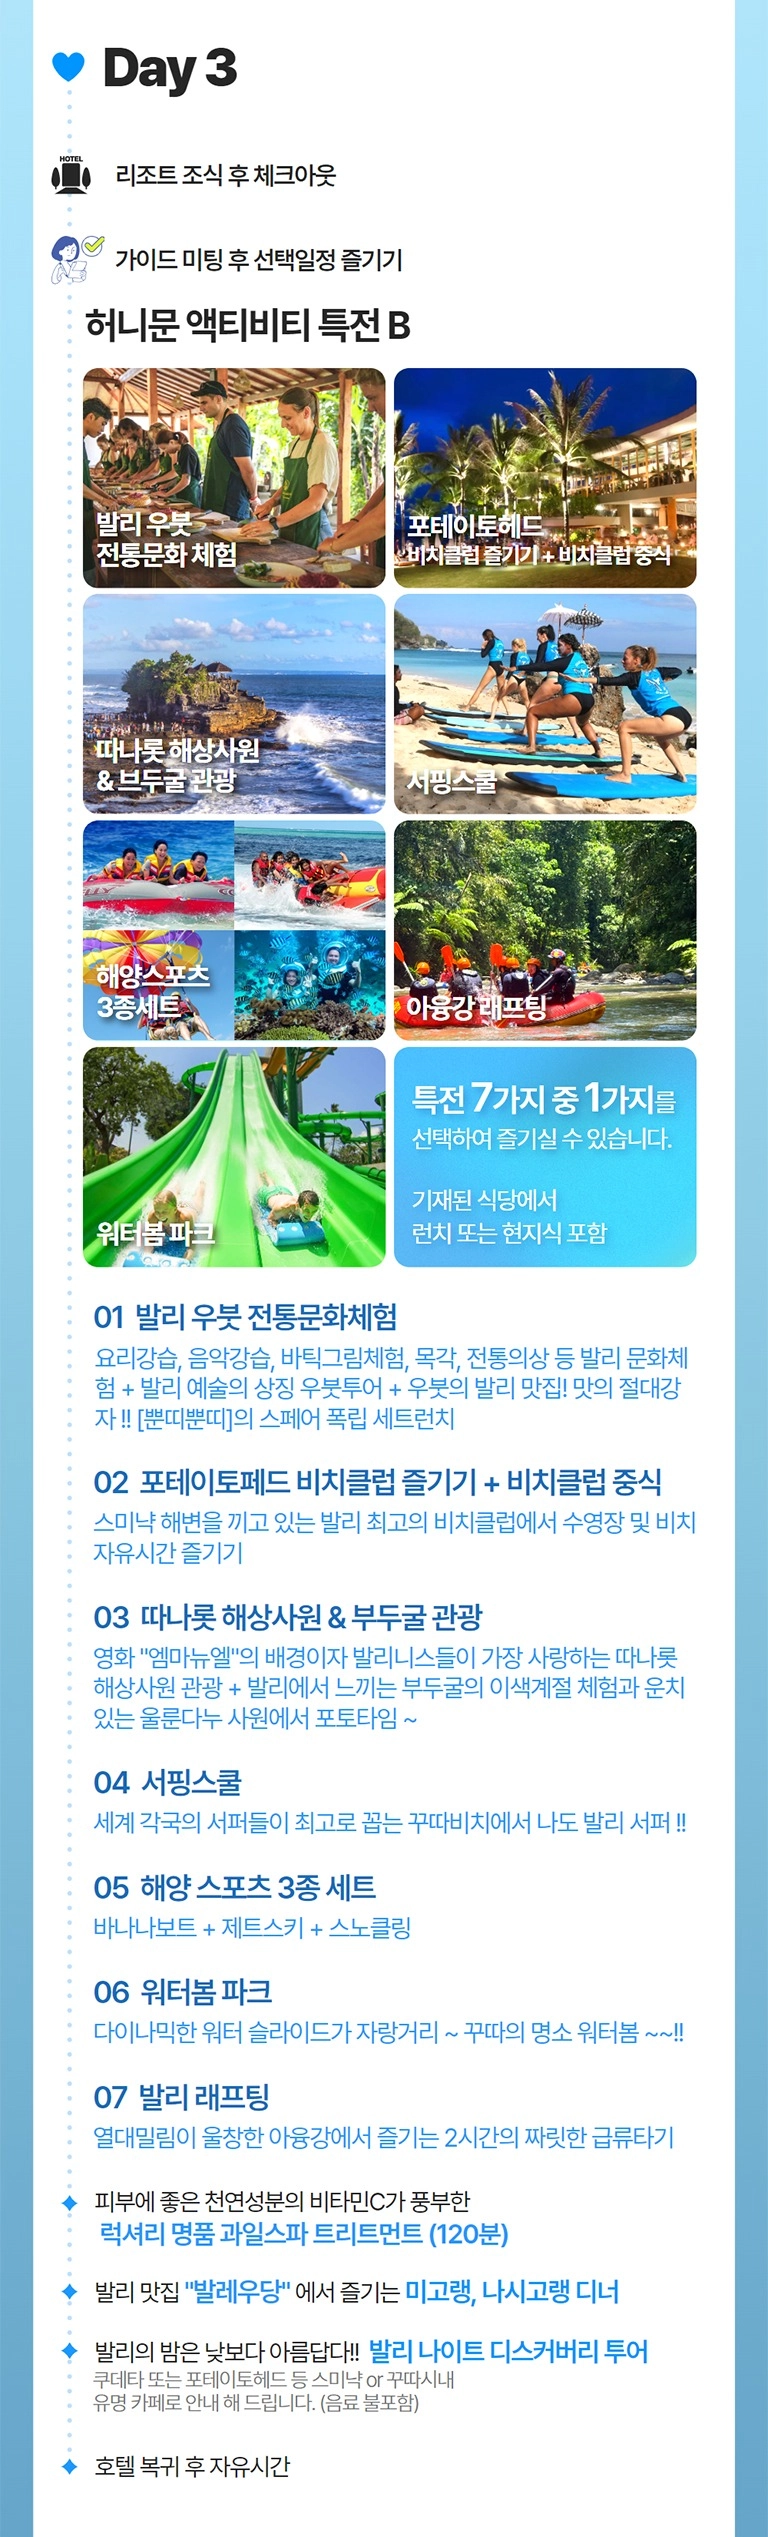 Day 3
HOTEL
리조트 조식 후 체크아웃
가이드 미팅 후 선택일정 즐기기
허니문 액티비티 특전 B
발리 우붓
전통문화 체험
포테이토헤드
비치클럽 즐기기 + 비치클럽 중식
따나롯 해상사원
& 브두굴 관광
서핑스쿨
해양스포츠
3종세트
아융강 래프팅
워터봄 파크
특전 7가지 중 1가지를
선택하여 즐기실 수 있습니다.
기재된 식당에서
런치 또는 현지식 포함
01 발리 우붓 전통문화체험
요리강습, 음악강습, 바틱그림체험, 목각, 전통의상 등 발리 문화체
험 + 발리 예술의 상징 우붓투어 + 우붓의 발리 맛집! 맛의 절대강
자 !! [뿐띠뿐띠]의 스페어 폭립 세트런치
02 포테이토페드 비치클럽 즐기기 + 비치클럽 중식
스미냑 해변을 끼고 있는 발리 최고의 비치클럽에서 수영장 및 비치
자유시간 즐기기
03 따나롯 해상사원 & 부두굴 관광
영화 "엠마뉴엘"의 배경이자 발리니스들이 가장 사랑하는 따나롯
해상사원 관광 + 발리에서 느끼는 부두굴의 이색계절 체험과 운치
있는 울룬다누 사원에서 포토타임 ~
04 서핑스쿨
세계 각국의 서퍼들이 최고로 꼽는 꾸따비치에서 나도 발리 서퍼 !!
05 해양 스포츠 3종 세트
바나나보트 + 제트스키 + 스노클링
06 워터봄 파크
다이나믹한 워터 슬라이드가 자랑거리 ~ 꾸따의 명소 워터봄 ~~!!
07 발리 래프팅
열대밀림이 울창한 아융강에서 즐기는 2시간의 짜릿한 급류타기
피부에 좋은 천연성분의 비타민C가 풍부한
럭셔리 명품 과일스파 트리트먼트 (120분)
발리 맛집 "발레우당" 에서 즐기는 미고랭, 나시고랭 디너
발리의 밤은 낮보다 아름답다!! 발리 나이트 디스커버리 투어
쿠데타 또는 포테이토헤드 등 스미냑 or 꾸따시내
유명 카페로 안내 해 드립니다. (음료 불포함)
호텔 복귀 후 자유시간